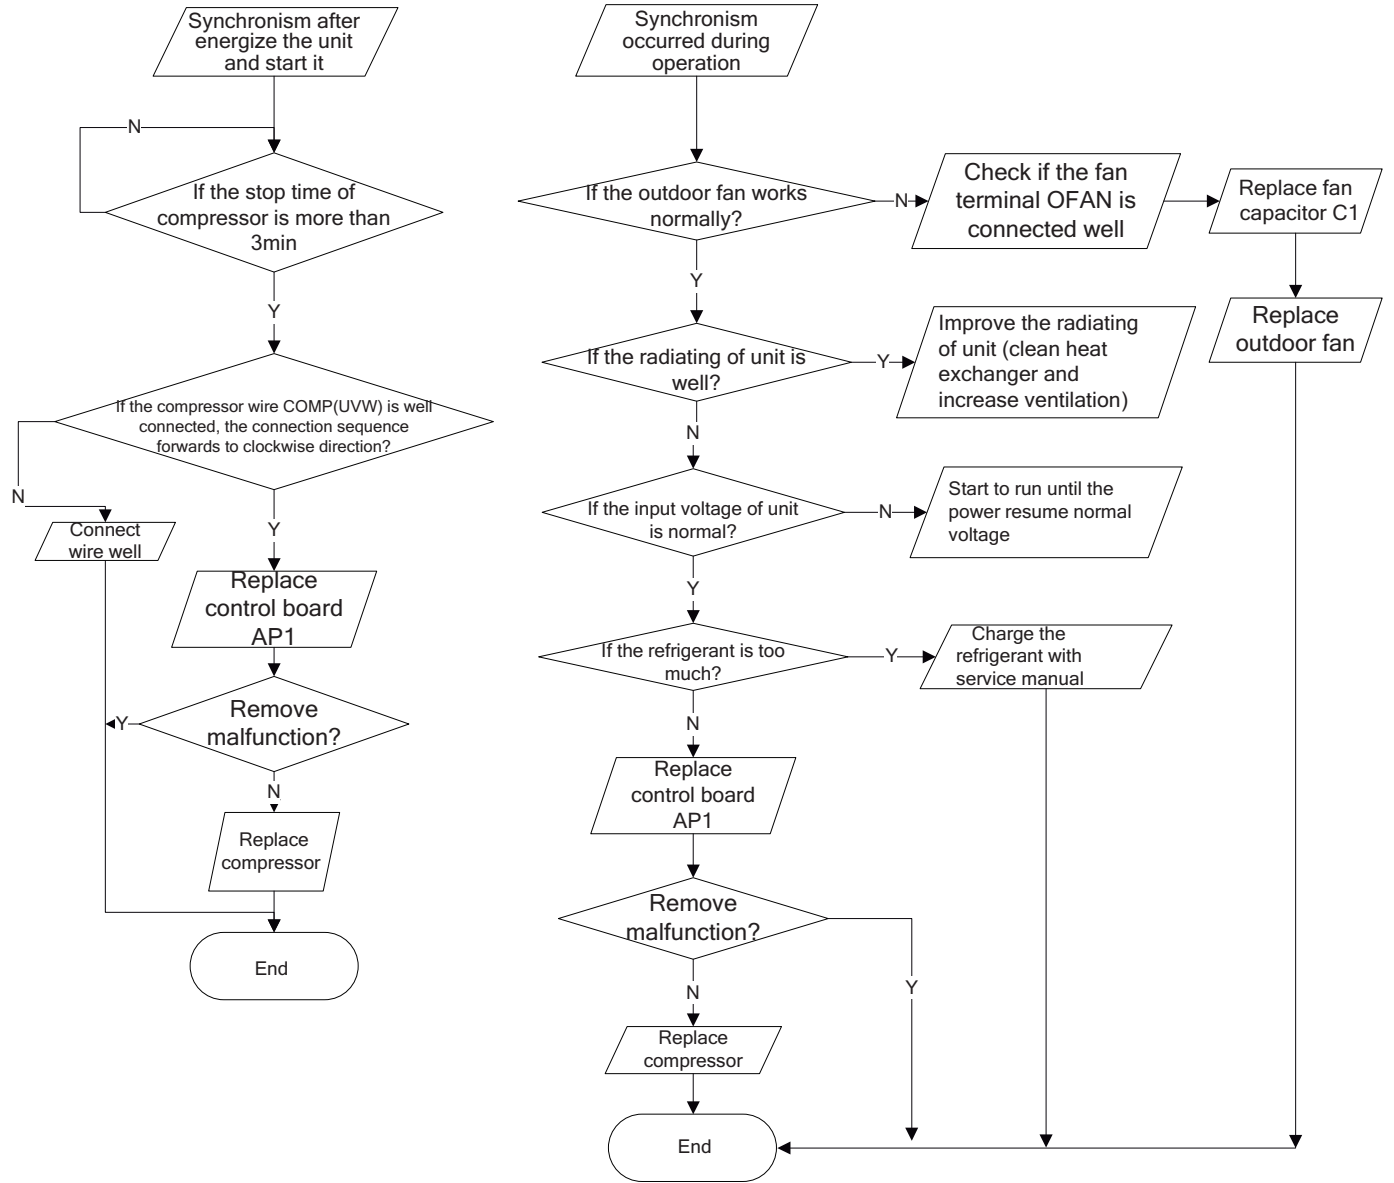 Synchronism after
energize the unit
and start it
N
If the stop time of
compressor is more than
3min
Y
If the compressor wire COMP(UVW) is well
connected, the connection sequence
forwards to clockwise direction?
N
Connect
wire well
Y
Replace
control board
AP1
Remove
malfunction?
Y
N
Replace
compressor
End
Synchronism
occurred during
operation
If the outdoor fan works
normally?
N
Check if the fan
terminal OFAN is
connected well
Replace fan
capacitor C1
Replace
outdoor fan
Y
If the radiating of unit is
well?
Y
Improve the radiating
of unit (clean heat
exchanger and
increase ventilation)
N
If the input voltage of unit
is normal?
N
Start to run until the
power resume normal
voltage
Y
If the refrigerant is too
much?
Y
Charge the
refrigerant with
service manual
N
Replace
control board
AP1
Remove
malfunction?
Y
N
Replace
compressor
End